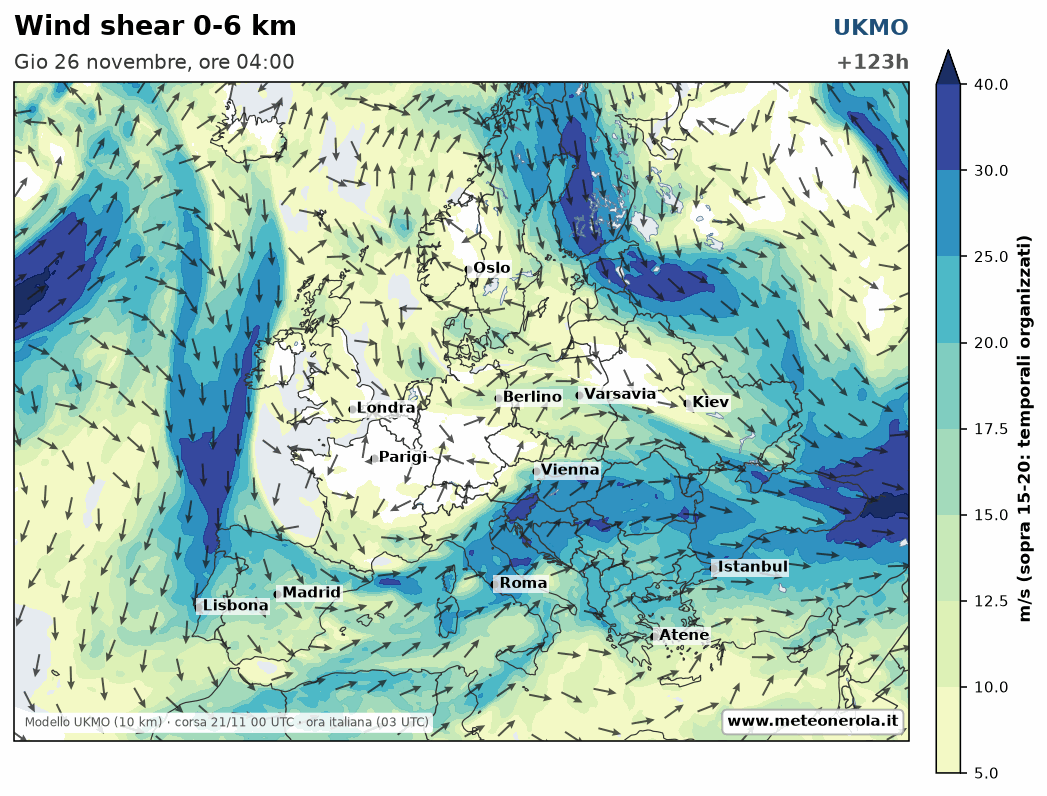 Wind shear 0-6 km
UKMO
Gio 26 novembre, ore 04:00
+123h
40.0
30.0
25.0
20.0
17.5
15.0
12.5
10.0
5.0
m/s (sopra 15-20: temporali organizzati)
Oslo
Londra
Berlino
Varsavia
Kiev
Parigi
Vienna
Istanbul
Roma
Madrid
Lisbona
Atene
Modello UKMO (10 km) · corsa 21/11 00 UTC · ora italiana (03 UTC)
www.meteonerola.it